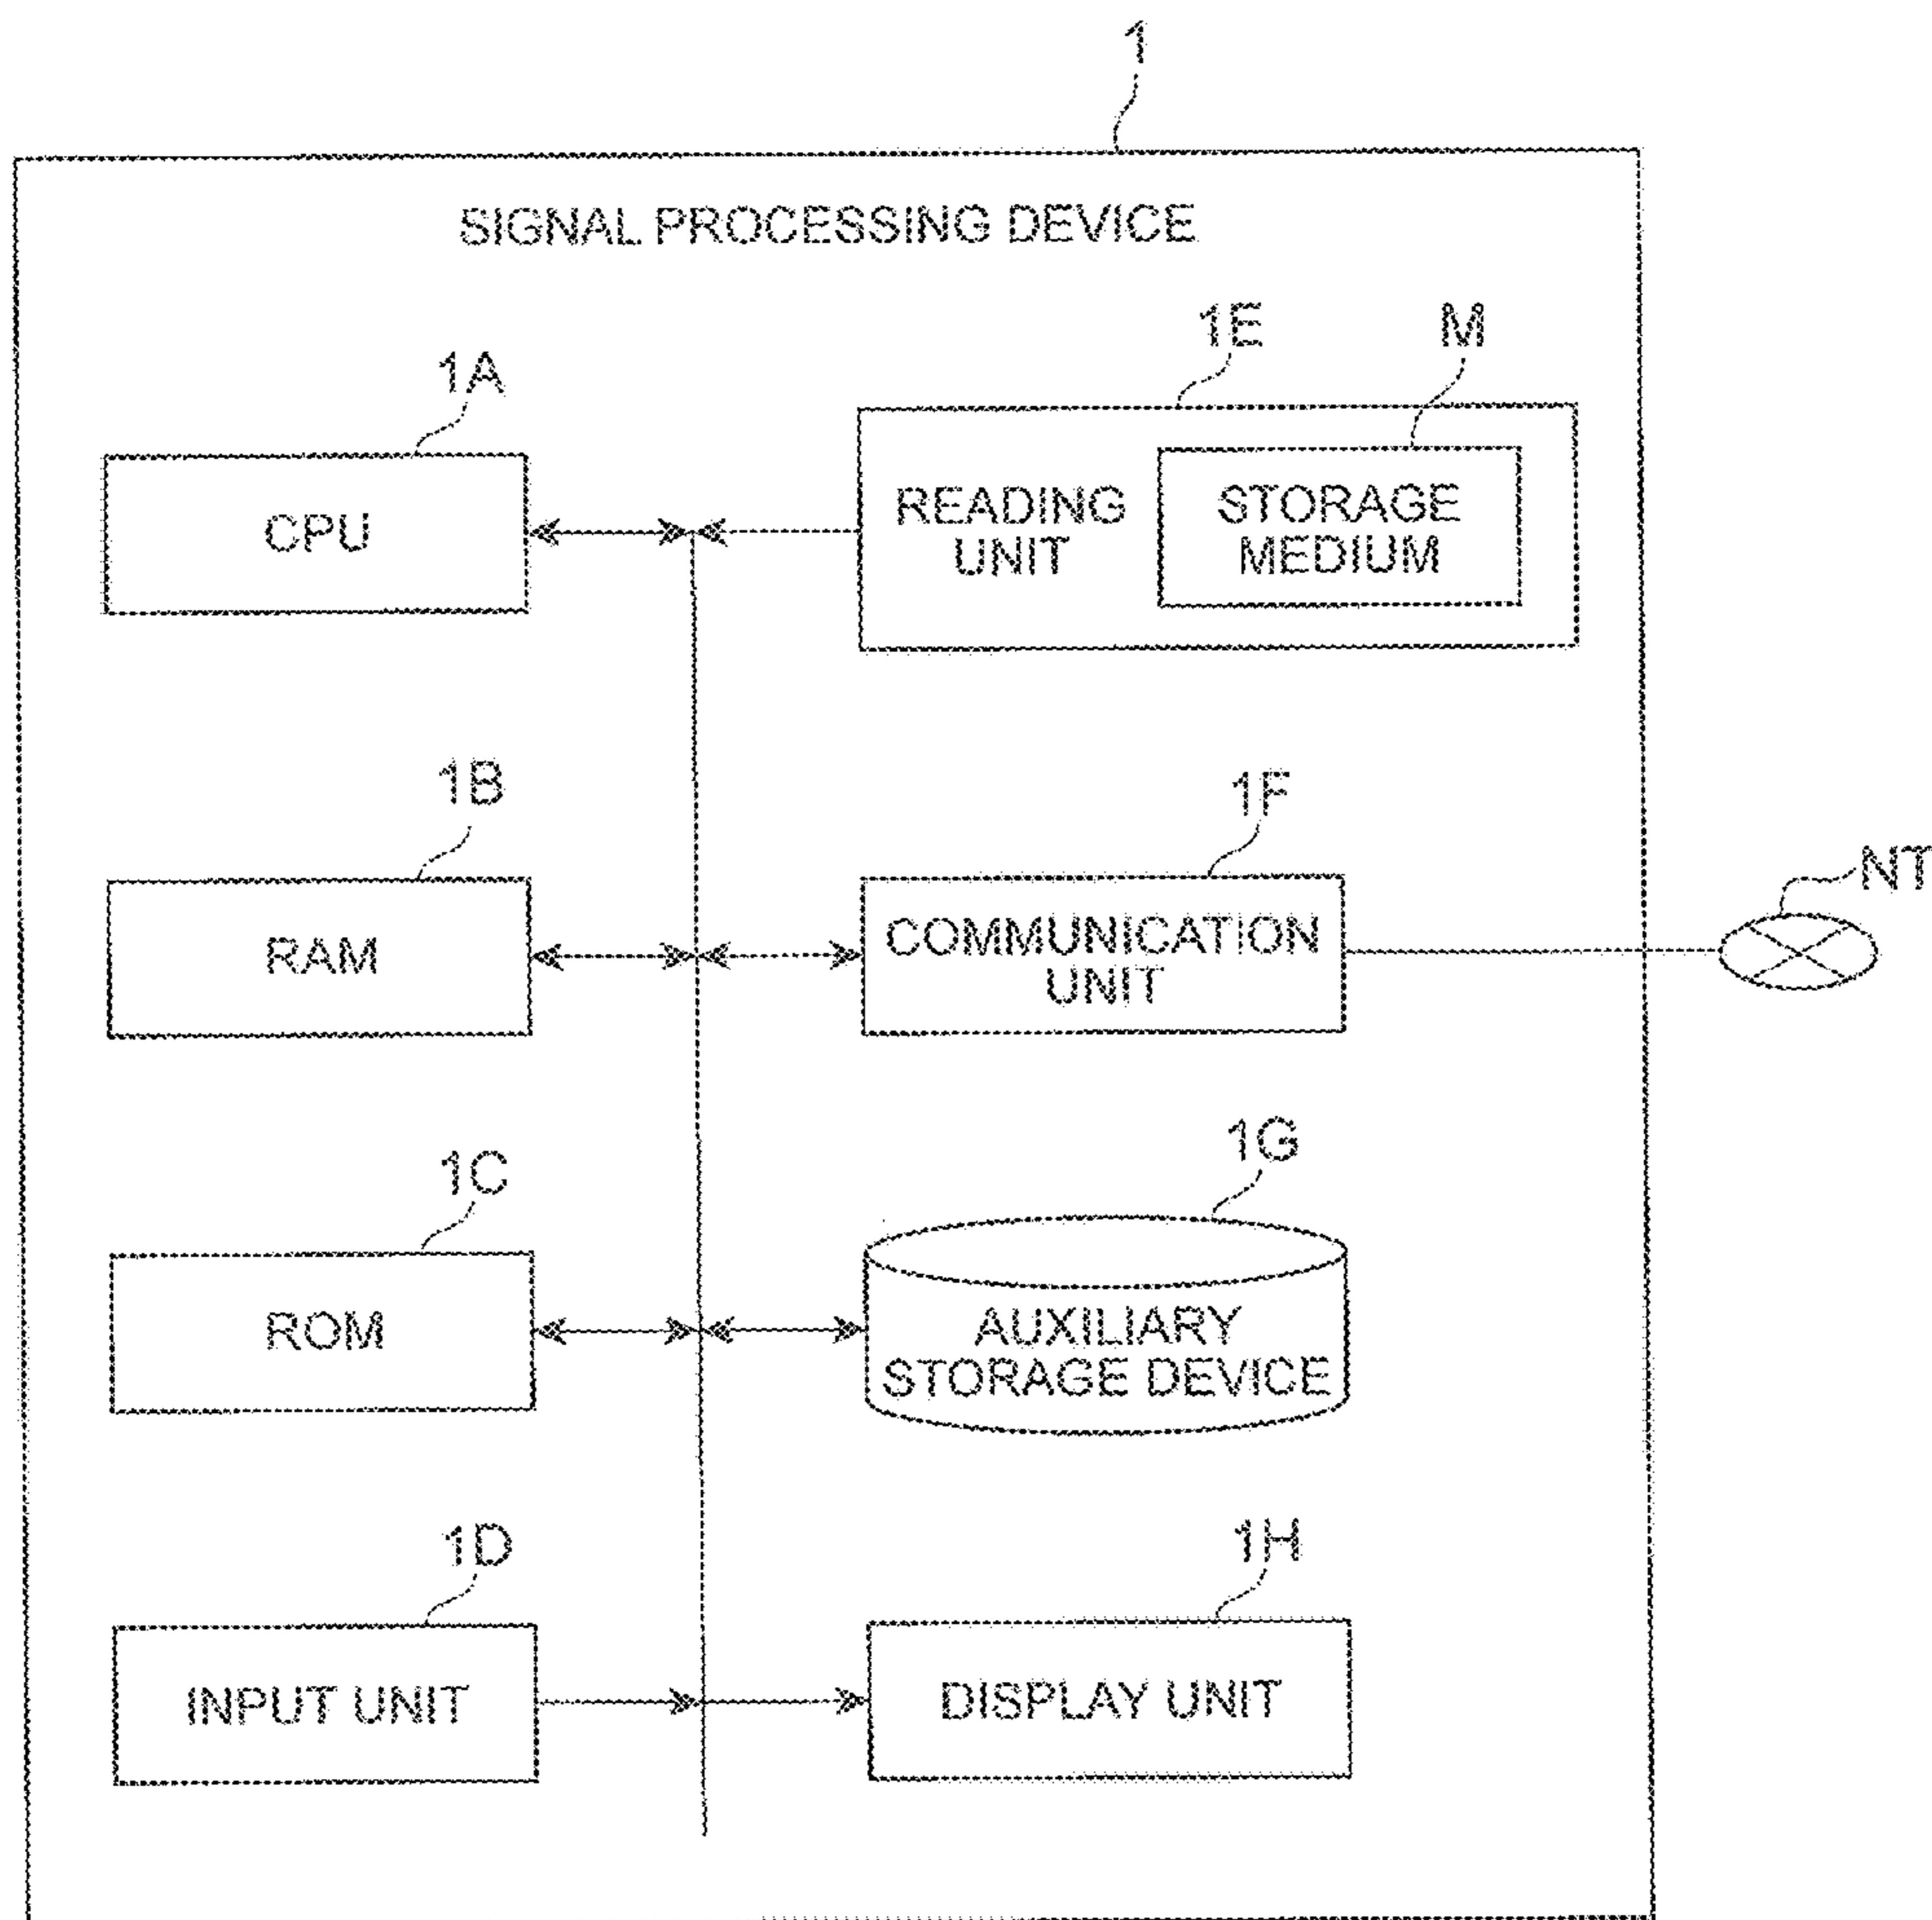 1
SIGNAL PROCESSING DEVICE
1A
CPU
1E
M
READING
UNIT
STORAGE
MEDIUM
1B
RAM
1F
COMMUNICATION
UNIT
NT
1C
ROM
1G
AUXILIARY
STORAGE DEVICE
1D
INPUT UNIT
1H
DISPLAY UNIT